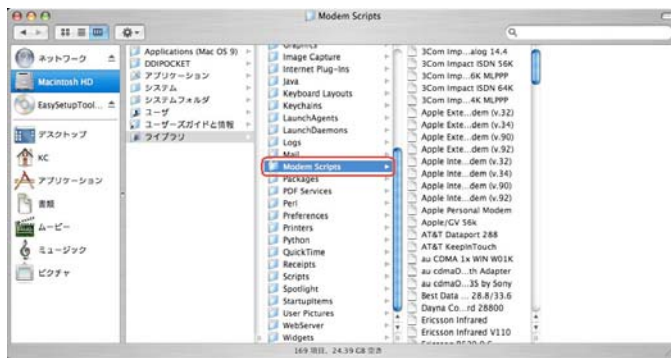 Modem Scripts
ネットワーク
Macintosh HD
EasySetupTool...
デスクトップ
KC
アプリケーション
書類
ムービー
ミュージック
ピクチャ
Applications (Mac OS 9)
DDIPOCKET
アプリケーション
システム
システムフォルダ
ユーザ
ユーザーズガイドと情報
ライブラリ
Graphics
Image Capture
Internet Plug-Ins
Java
Keyboard Layouts
Keychains
LaunchAgents
LaunchDaemons
Logs
Mail
Modem Scripts
Packages
PDF Services
Perl
Preferences
Printers
Python
QuickTime
Receipts
Scripts
Spotlight
StartupItems
User Pictures
WebServer
Widgets
3Com Imp...alog 14.4
3Com Impact ISDN 56K
3Com Imp...6K MLPPP
3Com Impact ISDN 64K
3Com Imp...4K MLPPP
Apple Exte...dem (v.32)
Apple Exte...dem (v.34)
Apple Exte...dem (v.90)
Apple Exte...dem (v.92)
Apple Inte...dem (v.32)
Apple Inte...dem (v.34)
Apple Inte...dem (v.90)
Apple Inte...dem (v.92)
Apple Personal Modem
Apple/GV 56k
AT&T Dataport 288
AT&T KeepInTouch
au CDMA 1x WIN W01K
au cdmaO...th Adapter
au cdmaO...3S by Sony
Best Data ... 28.8/33.6
Dayna Co...rd 28800
Ericsson Infrared
Ericsson Infrared V110
169 項目、24.39 GB 空き